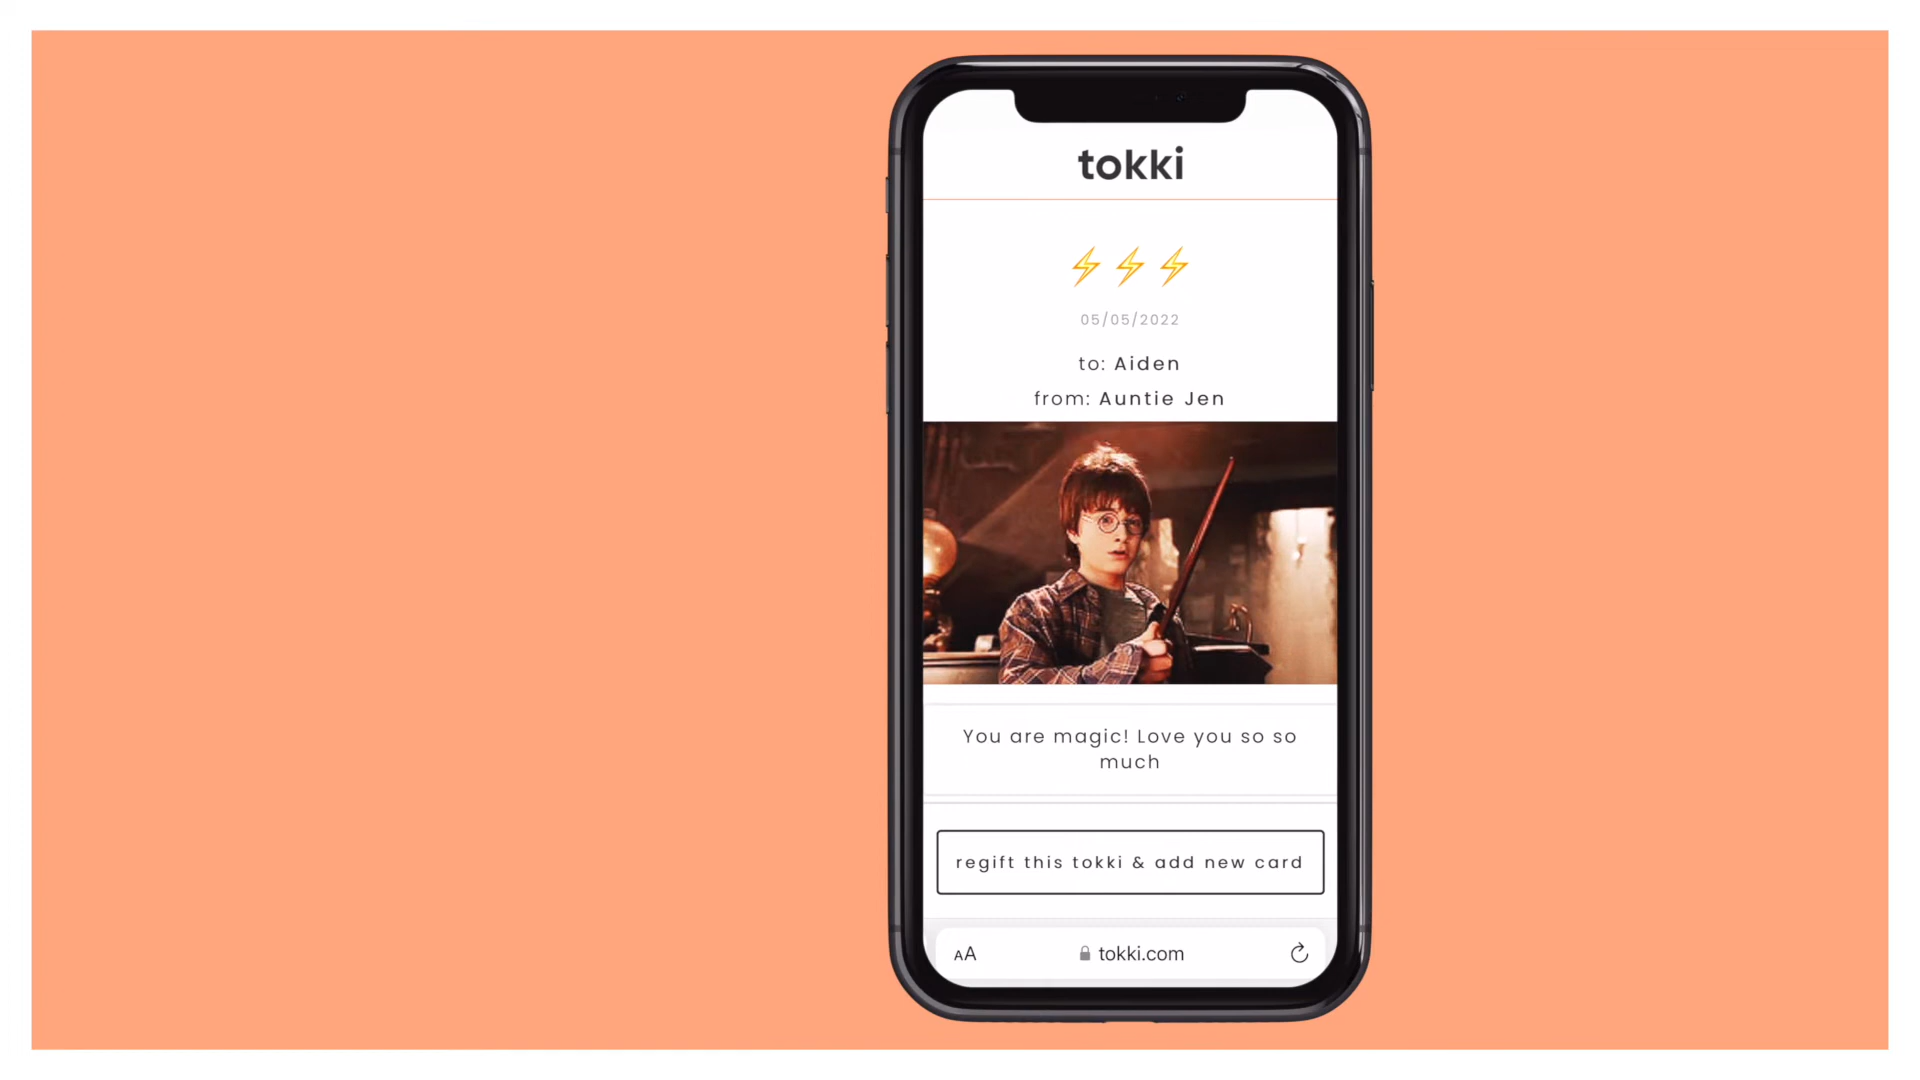 tokki
⚡⚡⚡
05/05/2022
to: Aiden
from: Auntie Jen
You are magic! Love you so so
much
regift this tokki & add new card
AA tokki.com